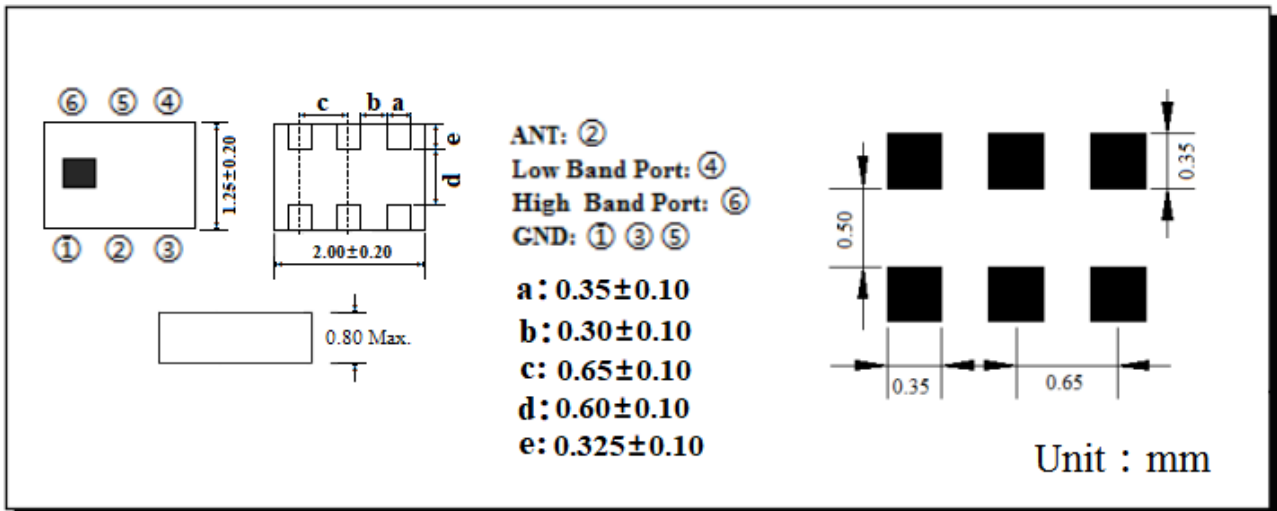 ⑥ ⑤ ④
1.25±0.20
① ② ③
c b a
e
d
2.00±0.20
0.80 Max.
ANT: ②
Low Band Port: ④
High Band Port: ⑥
GND: ① ③ ⑤
a: 0.35±0.10
b: 0.30±0.10
c: 0.65±0.10
d: 0.60±0.10
e: 0.325±0.10
0.35
0.50
0.35 0.65
Unit : mm